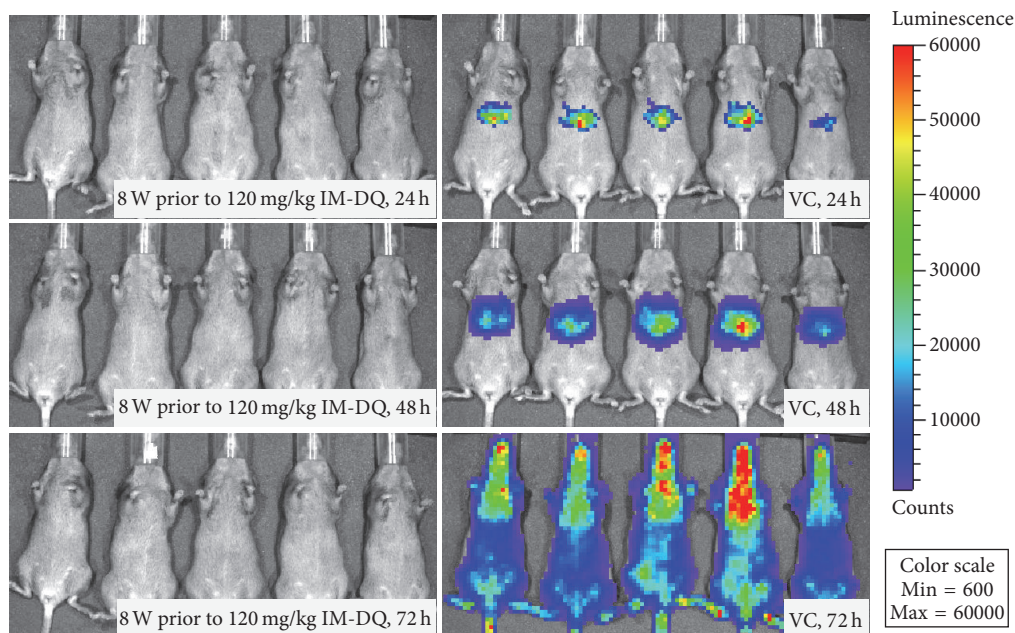 Luminescence
60000
50000
40000
30000
20000
10000
Counts
Color scale
Min = 600
Max = 60000
8 W prior to 120 mg/kg IM-DQ, 24 h
VC, 24 h
8 W prior to 120 mg/kg IM-DQ, 48 h
VC, 48 h
8 W prior to 120 mg/kg IM-DQ, 72 h
VC, 72 h